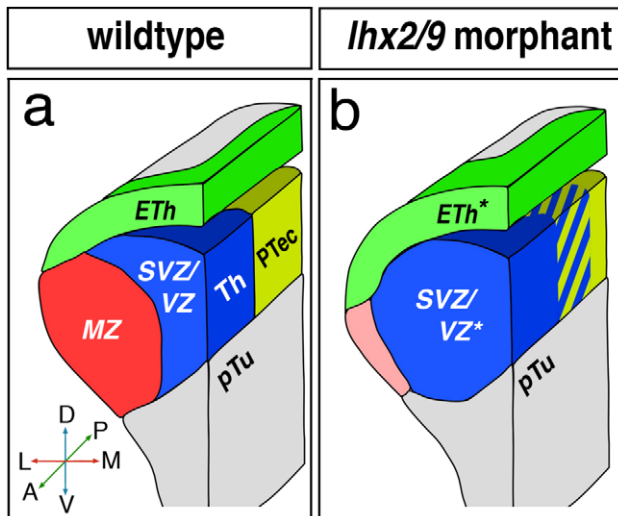 wildtype
lhx2/9 morphant
a
ETh
SVZ/
VZ
MZ
Th
PTec
pTu
D
P
L
M
A
V
b
ETh*
SVZ/
VZ*
pTu